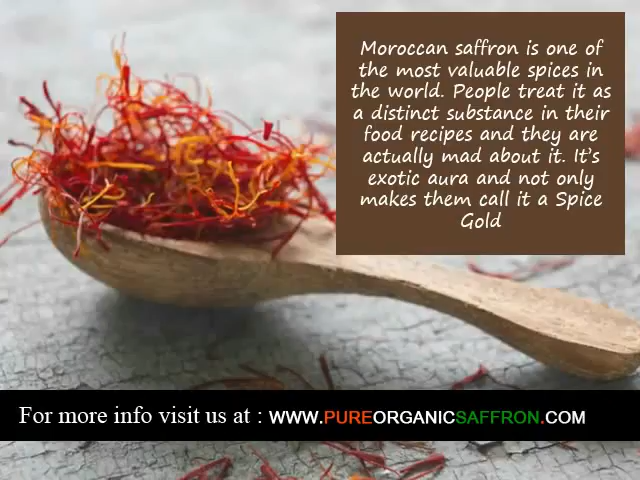 Moroccan saffron is one of
the most valuable spices in
the world. People treat it as
a distinct substance in their
food recipes and they are
actually mad about it. It's
exotic aura and not only
makes them call it a Spice
Gold
For more info visit us at : WWW.PUREORGANICSAFFRON.COM